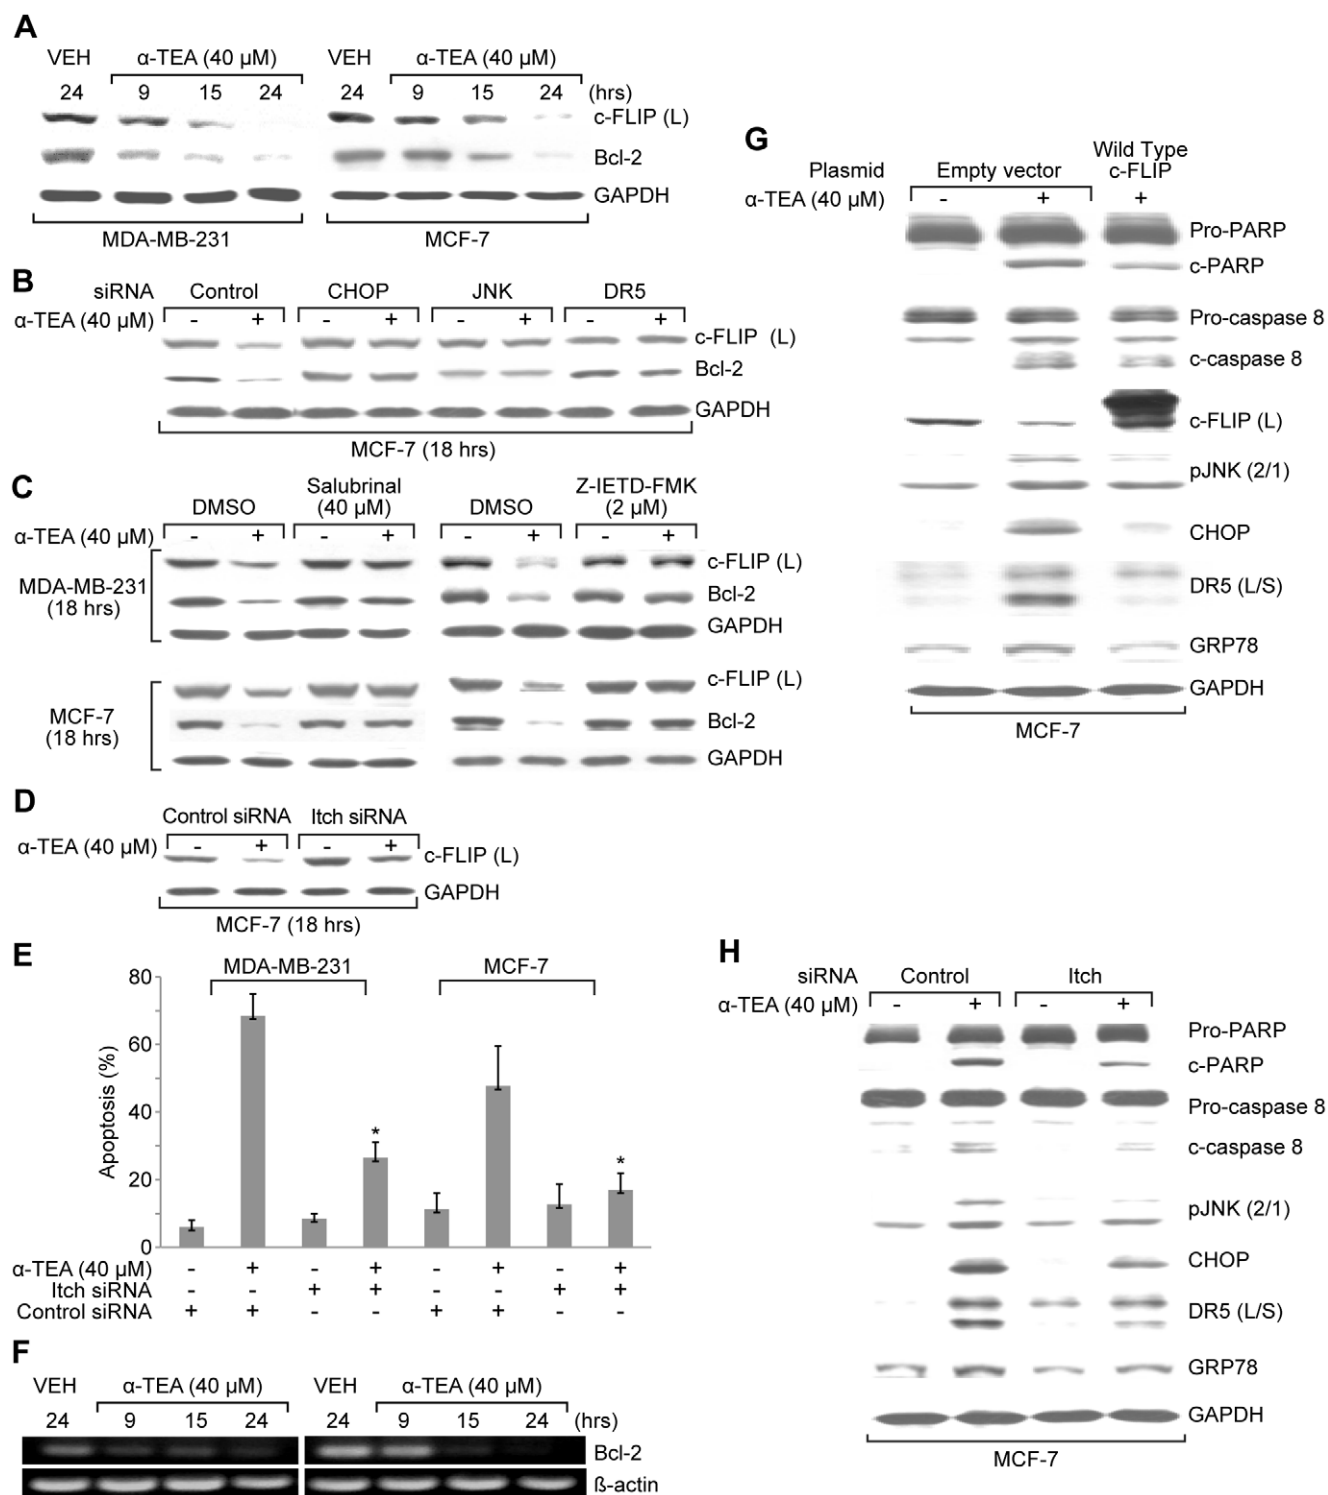 A
VEH α-TEA (40 µM) VEH α-TEA (40 µM)
24 9 15 24 24 9 15 24 (hrs)
c-FLIP (L)
Bcl-2
GAPDH
MDA-MB-231 MCF-7
B
siRNA Control CHOP JNK DR5
α-TEA (40 µM) - + - + - + - +
c-FLIP (L)
Bcl-2
GAPDH
MCF-7 (18 hrs)
C
Salubrinal Z-IETD-FMK
DMSO (40 µM) DMSO (2 µM)
α-TEA (40 µM) - + - + - + - +
MDA-MB-231
(18 hrs)
c-FLIP (L)
Bcl-2
GAPDH
MCF-7
(18 hrs)
c-FLIP (L)
Bcl-2
GAPDH
D
Control siRNA Itch siRNA
α-TEA (40 µM) - + - +
c-FLIP (L)
GAPDH
MCF-7 (18 hrs)
E
MDA-MB-231 MCF-7
Apoptosis (%)
80
60
40
20
0
* *
α-TEA (40 µM) - + - + - + - +
Itch siRNA - - + + - - + +
Control siRNA + + - - + + - -
F
VEH α-TEA (40 µM) VEH α-TEA (40 µM)
24 9 15 24 24 9 15 24 (hrs)
Bcl-2
ß-actin
G
Wild Type
Plasmid Empty vector c-FLIP
α-TEA (40 µM) - + +
Pro-PARP
c-PARP
Pro-caspase 8
c-caspase 8
c-FLIP (L)
pJNK (2/1)
CHOP
DR5 (L/S)
GRP78
GAPDH
MCF-7
H
siRNA Control Itch
α-TEA (40 µM) - + - +
Pro-PARP
c-PARP
Pro-caspase 8
c-caspase 8
pJNK (2/1)
CHOP
DR5 (L/S)
GRP78
GAPDH
MCF-7